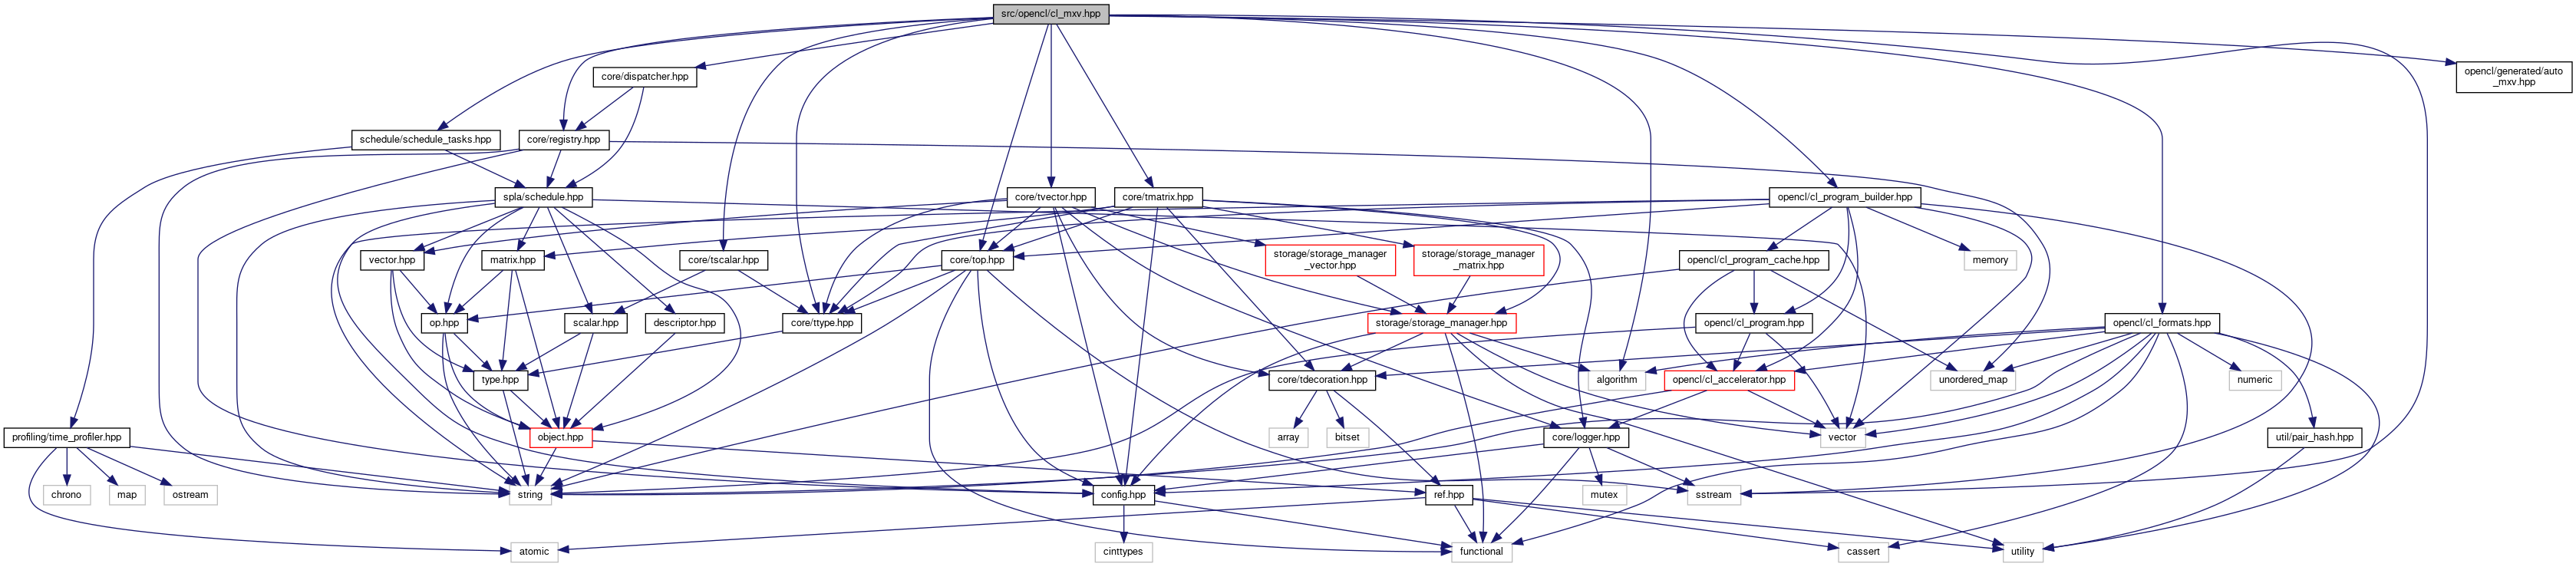 src/opencl/cl_mxv.hpp
core/dispatcher.hpp
opencl/generated/auto
_mxv.hpp
schedule/schedule_tasks.hpp
core/registry.hpp
spla/schedule.hpp
core/tvector.hpp
core/tmatrix.hpp
opencl/cl_program_builder.hpp
vector.hpp
matrix.hpp
core/tscalar.hpp
core/top.hpp
storage/storage_manager
_vector.hpp
storage/storage_manager
_matrix.hpp
opencl/cl_program_cache.hpp
memory
op.hpp
scalar.hpp
descriptor.hpp
core/ttype.hpp
storage/storage_manager.hpp
opencl/cl_program.hpp
opencl/cl_formats.hpp
type.hpp
core/tdecoration.hpp
algorithm
opencl/cl_accelerator.hpp
unordered_map
numeric
profiling/time_profiler.hpp
object.hpp
array
bitset
core/logger.hpp
vector
util/pair_hash.hpp
chrono
map
ostream
string
config.hpp
ref.hpp
mutex
sstream
atomic
cinttypes
functional
cassert
utility